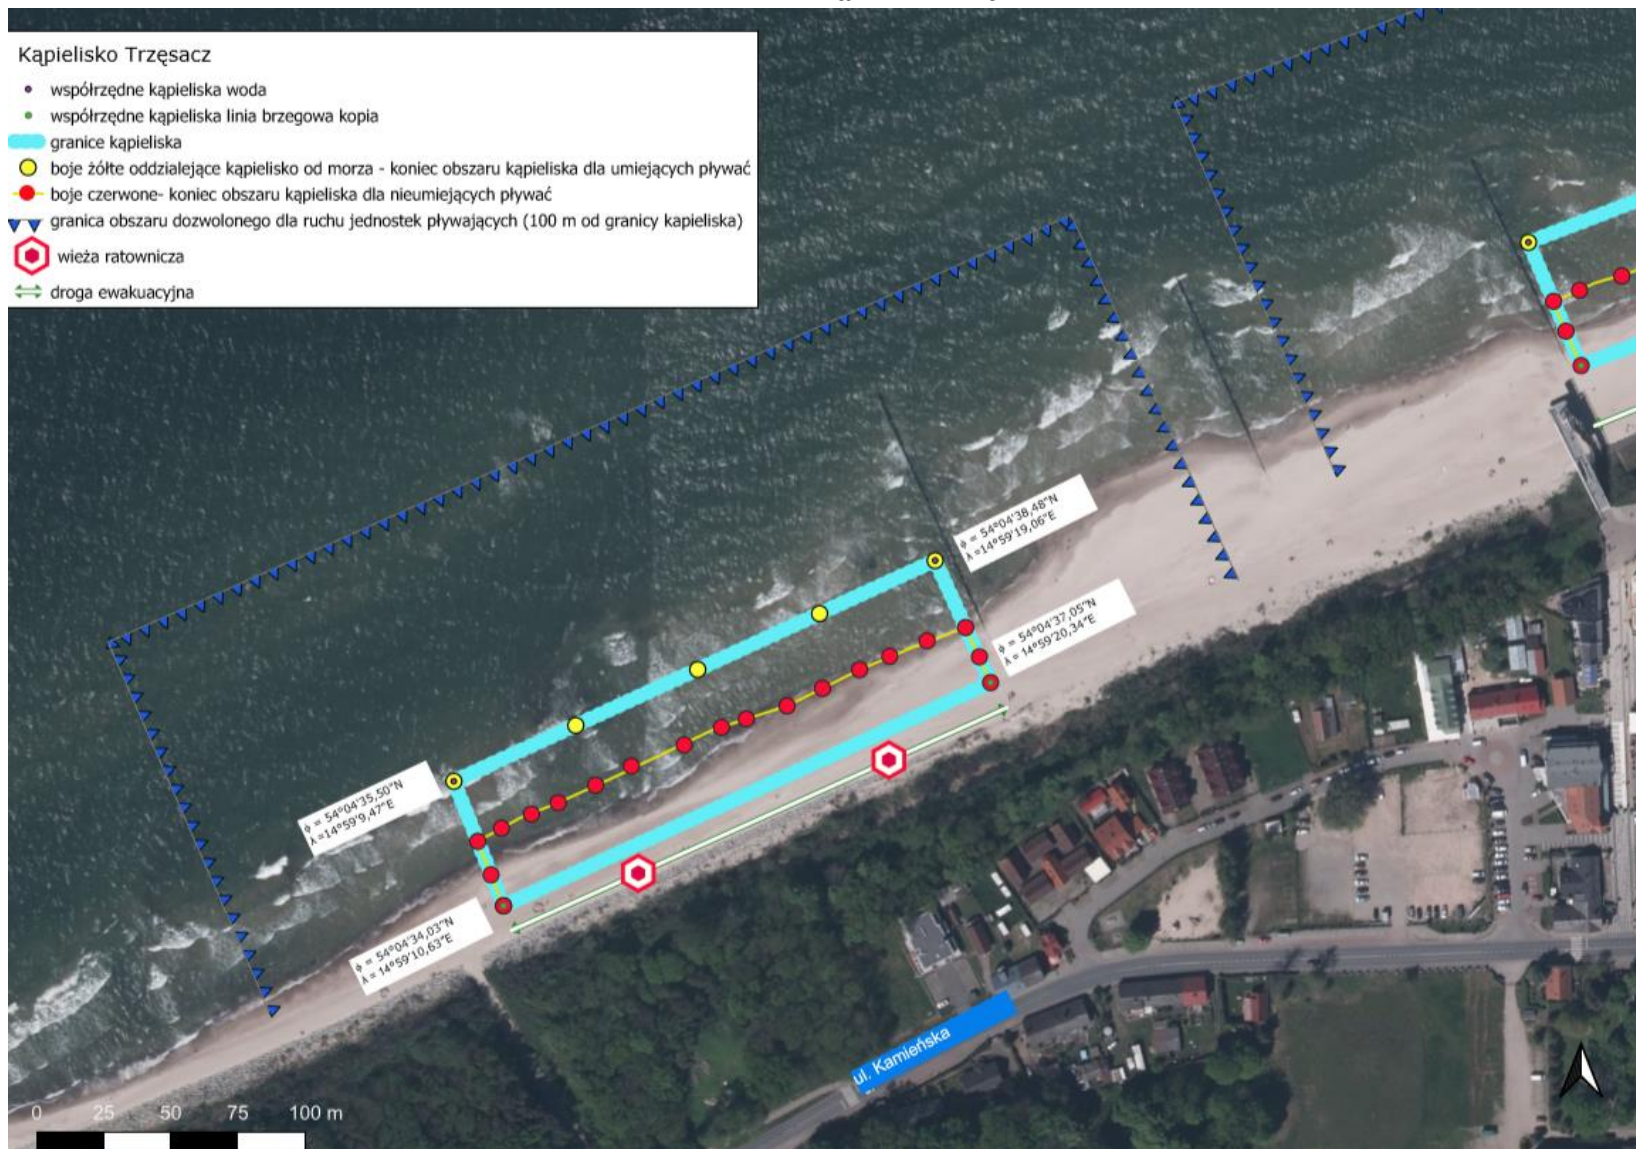 Kąpielisko Trzęsacz
współrzędne kąpieliska woda
współrzędne kąpieliska linia brzegowa kopia
granice kąpieliska
boje żółte oddzialejące kąpielisko od morza - koniec obszaru kąpieliska dla umiejących pływać
boje czerwone- koniec obszaru kąpieliska dla nieumiejących pływać
granica obszaru dozwolonego dla ruchu jednostek pływających (100 m od granicy kapieliska)
wieża ratownicza
droga ewakuacyjna
ϕ = 54°04'38,48"N
λ =14°59'19,06"E
ϕ = 54°04'37,05"N
λ = 14°59'20,34"E
ϕ = 54°04'35,50"N
λ =14°59'9,47"E
ϕ = 54°04'34,03"N
λ = 14°59'10,63"E
ul. Kamieńska
0 25 50 75 100 m